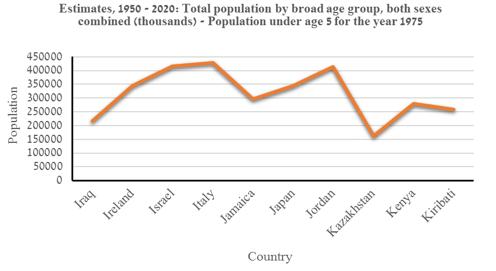 Estimates, 1950 - 2020: Total population by broad age group, both sexes
combined (thousands) - Population under age 5 for the year 1975
450000
400000
350000
300000
250000
200000
150000
100000
50000
0
Population
Iraq
Ireland
Israel
Italy
Jamaica
Japan
Jordan
Kazakhstan
Kenya
Kiribati
Country